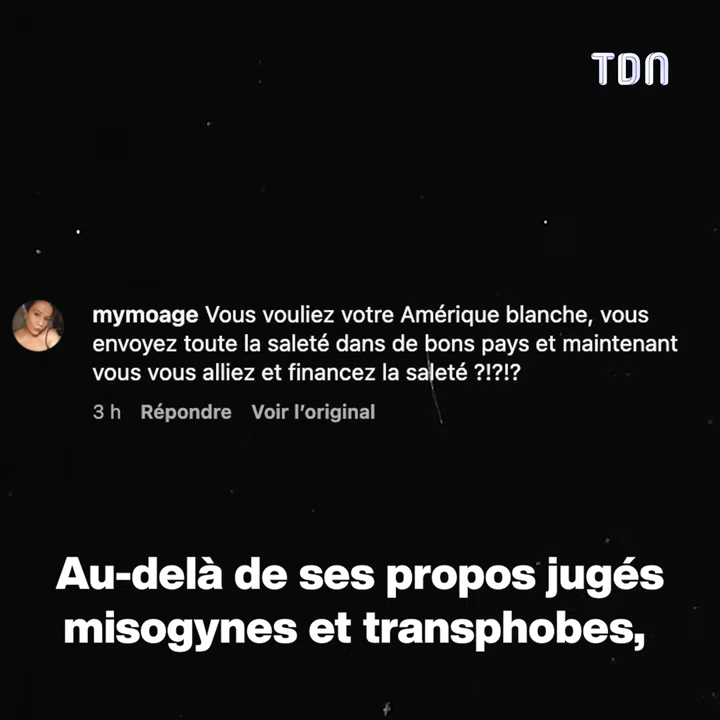 TDN
mymoage Vous vouliez votre Amérique blanche, vous
envoyez toute la saleté dans de bons pays et maintenant
vous vous alliez et financez la saleté ?!?!?
3 h Répondre Voir l’original
Au-delà de ses propos jugés
misogynes et transphobes,